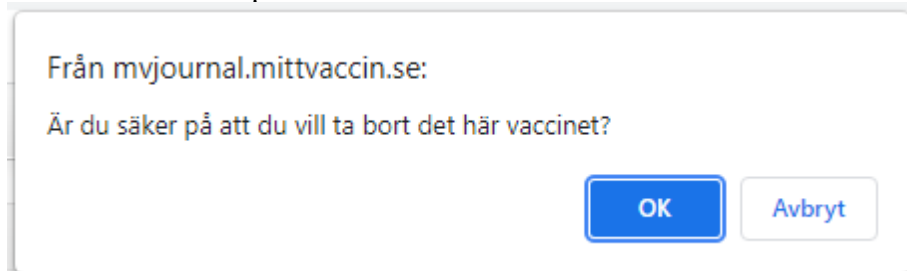 Från mvjournal.mittvaccin.se:
Är du säker på att du vill ta bort det här vaccinet?
OK Avbryt